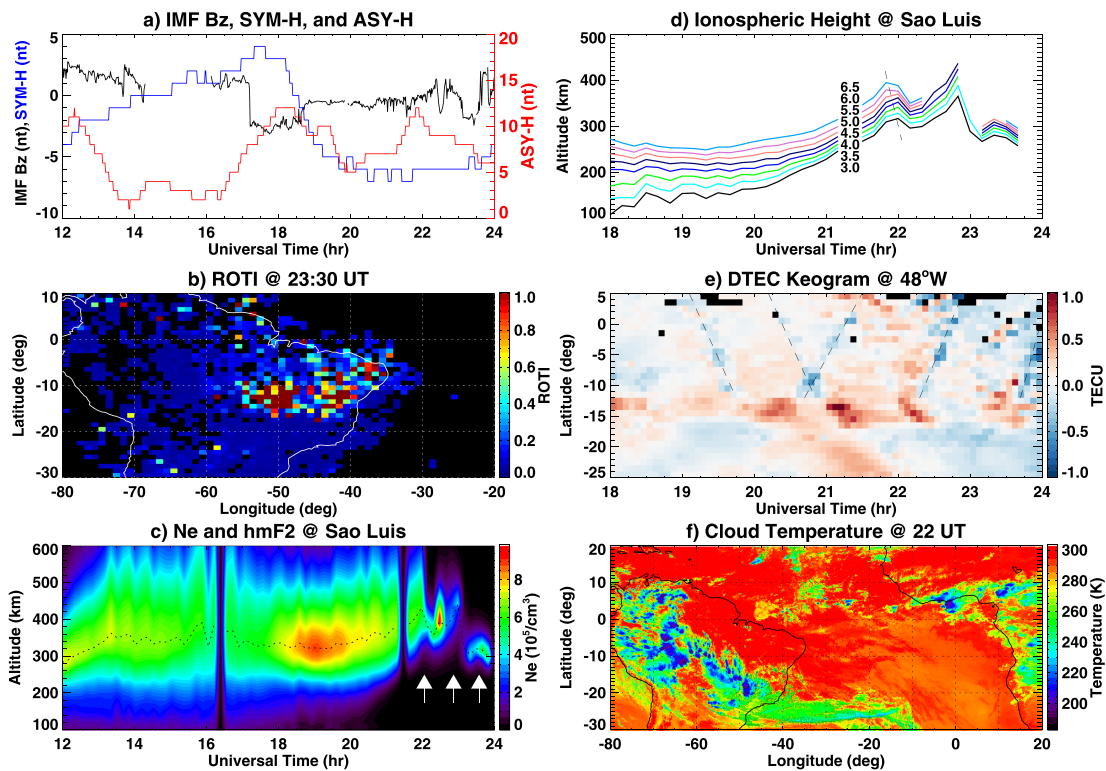 a) IMF Bz, SYM-H, and ASY-H
IMF Bz (nt), SYM-H (nt)
5
0
-5
-10
20
15
10
5
0
ASY-H (nt)
12 14 16 18 20 22 24
Universal Time (hr)
d) Ionospheric Height @ Sao Luis
Altitude (km)
500
400
300
200
100
6.5
6.0
5.5
5.0
4.5
4.0
3.5
3.0
18 19 20 21 22 23 24
Universal Time (hr)
b) ROTI @ 23:30 UT
Latitude (deg)
10
0
-10
-20
-30
1.0
0.8
0.6
0.4
0.2
0.0
ROTI
-80 -70 -60 -50 -40 -30 -20
Longitude (deg)
e) DTEC Keogram @ 48°W
Latitude (deg)
5
0
-5
-10
-15
-20
-25
1.0
0.5
0.0
-0.5
-1.0
TECU
18 19 20 21 22 23 24
Universal Time (hr)
c) Ne and hmF2 @ Sao Luis
Altitude (km)
600
500
400
300
200
100
8
6
4
2
0
Ne (10⁵/cm³)
12 14 16 18 20 22 24
Universal Time (hr)
f) Cloud Temperature @ 22 UT
Latitude (deg)
20
10
0
-10
-20
-30
300
280
260
240
220
200
Temperature (K)
-80 -60 -40 -20 0 20
Longitude (deg)